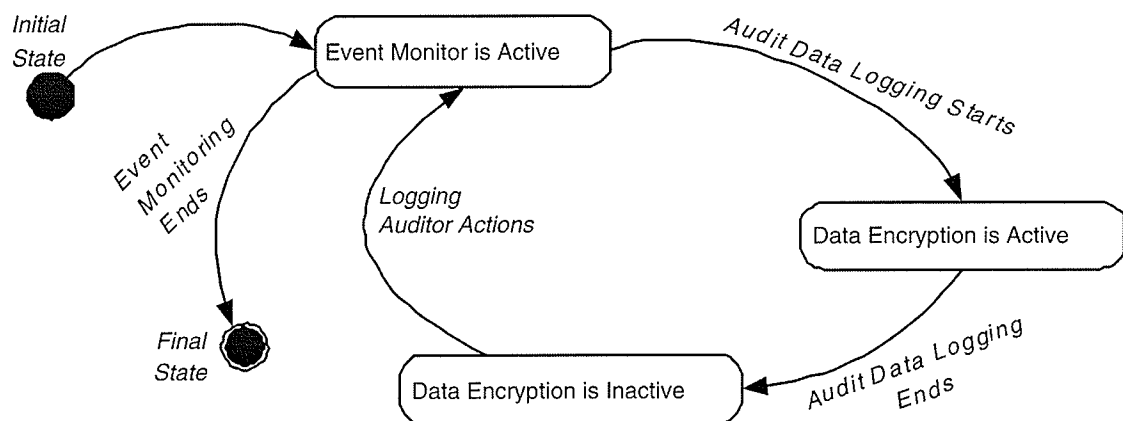 Initial
State
Event Monitor is Active
Audit Data Logging Starts
Event
Monitoring
Ends
Logging
Auditor Actions
Data Encryption is Active
Final
State
Data Encryption is Inactive
Audit Data Logging
Ends